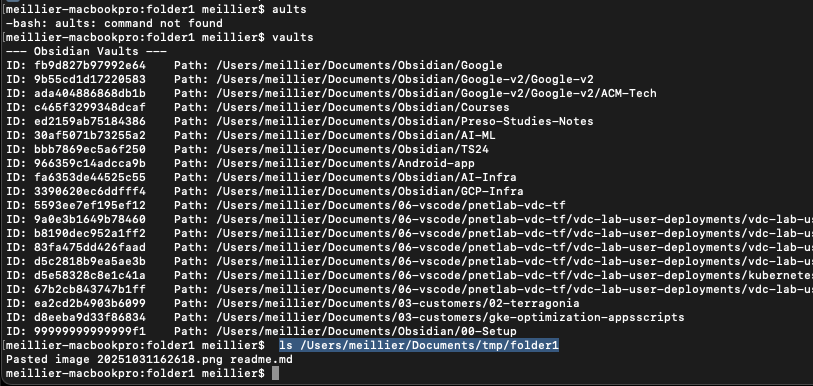 [meillier-macbookpro:folder1 meillier$ aults
-bash: aults: command not found
[meillier-macbookpro:folder1 meillier$ vaults
--- Obsidian Vaults ---
ID: fb9d827b97992e64    Path: /Users/meillier/Documents/Obsidian/Google
ID: 9b55cd1d17220583    Path: /Users/meillier/Documents/Obsidian/Google-v2/Google-v2
ID: ada404886868db1b    Path: /Users/meillier/Documents/Obsidian/Google-v2/Google-v2/ACM-Tech
ID: c465f3299348dcaf    Path: /Users/meillier/Documents/Obsidian/Courses
ID: ed2159ab75184386    Path: /Users/meillier/Documents/Obsidian/Preso-Studies-Notes
ID: 30af5071b73255a2    Path: /Users/meillier/Documents/Obsidian/AI-ML
ID: bbb7869ec5a6f250    Path: /Users/meillier/Documents/Obsidian/TS24
ID: 966359c14adcca9b    Path: /Users/meillier/Documents/Android-app
ID: fa6353de44525c55    Path: /Users/meillier/Documents/Obsidian/AI-Infra
ID: 3390620ec6ddfff4    Path: /Users/meillier/Documents/Obsidian/GCP-Infra
ID: 5593ee7ef195ef12    Path: /Users/meillier/Documents/06-vscode/pnetlab-vdc-tf
ID: 9a0e3b1649b78460    Path: /Users/meillier/Documents/06-vscode/pnetlab-vdc-tf/vdc-lab-user-deployments/vdc-lab-us
ID: b8190dec952a1ff2    Path: /Users/meillier/Documents/06-vscode/pnetlab-vdc-tf/vdc-lab-user-deployments/vdc-lab-us
ID: 83fa475dd426faad    Path: /Users/meillier/Documents/06-vscode/pnetlab-vdc-tf/vdc-lab-user-deployments/vdc-lab-us
ID: d5c2818b9ea5ae3b    Path: /Users/meillier/Documents/06-vscode/pnetlab-vdc-tf/vdc-lab-user-deployments/vdc-lab-us
ID: d5e58328c8e1c41a    Path: /Users/meillier/Documents/06-vscode/pnetlab-vdc-tf/vdc-lab-user-deployments/kubernetes
ID: 67b2cb843747b1ff    Path: /Users/meillier/Documents/06-vscode/pnetlab-vdc-tf/vdc-lab-user-deployments/vdc-lab-us
ID: ea2cd2b4903b6099    Path: /Users/meillier/Documents/03-customers/02-terragonia
ID: d8eeba9d33f86834    Path: /Users/meillier/Documents/03-customers/gke-optimization-appsscripts
ID: 99999999999999f1    Path: /Users/meillier/Documents/Obsidian/00-Setup
[meillier-macbookpro:folder1 meillier$  ls /Users/meillier/Documents/tmp/folder1
Pasted image 20251031162618.png readme.md
meillier-macbookpro:folder1 meillier$